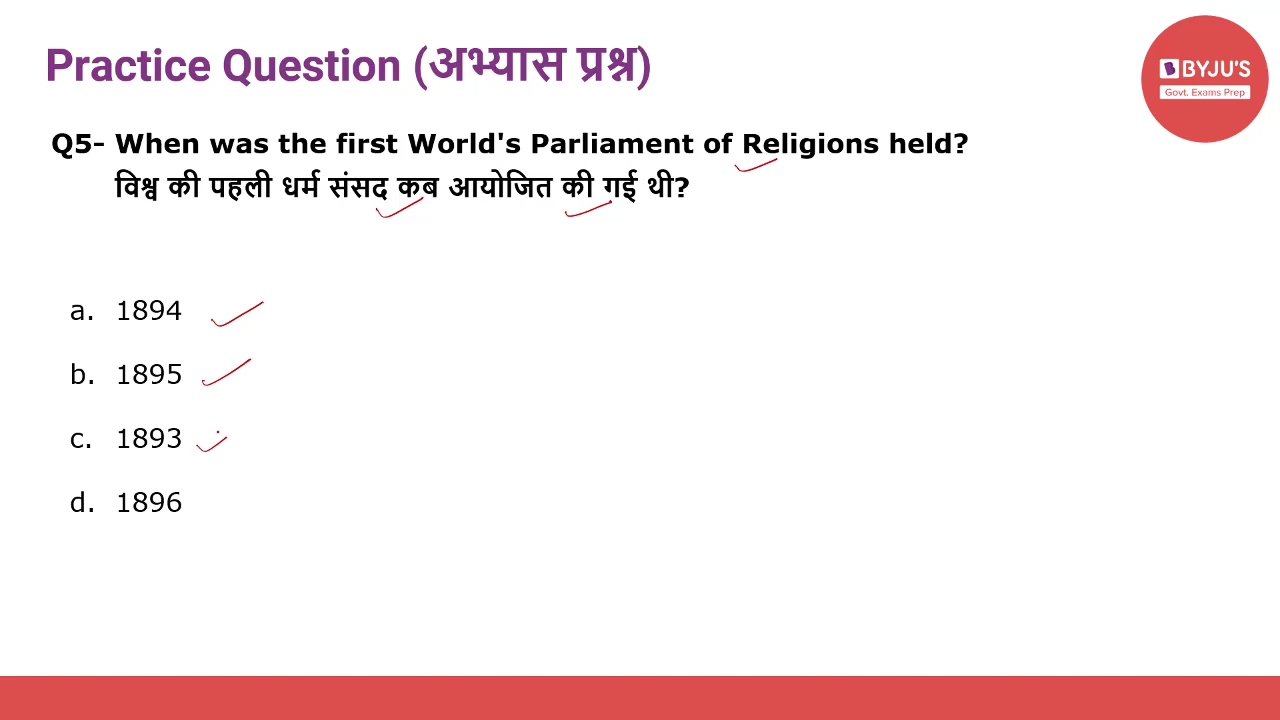 Practice Question (अभ्यास प्रश्न)
BYJU'S
Govt. Exams Prep
Q5- When was the first World's Parliament of Religions held?
विश्व की पहली धर्म संसद कब आयोजित की गई थी?
a. 1894
b. 1895
c. 1893
d. 1896